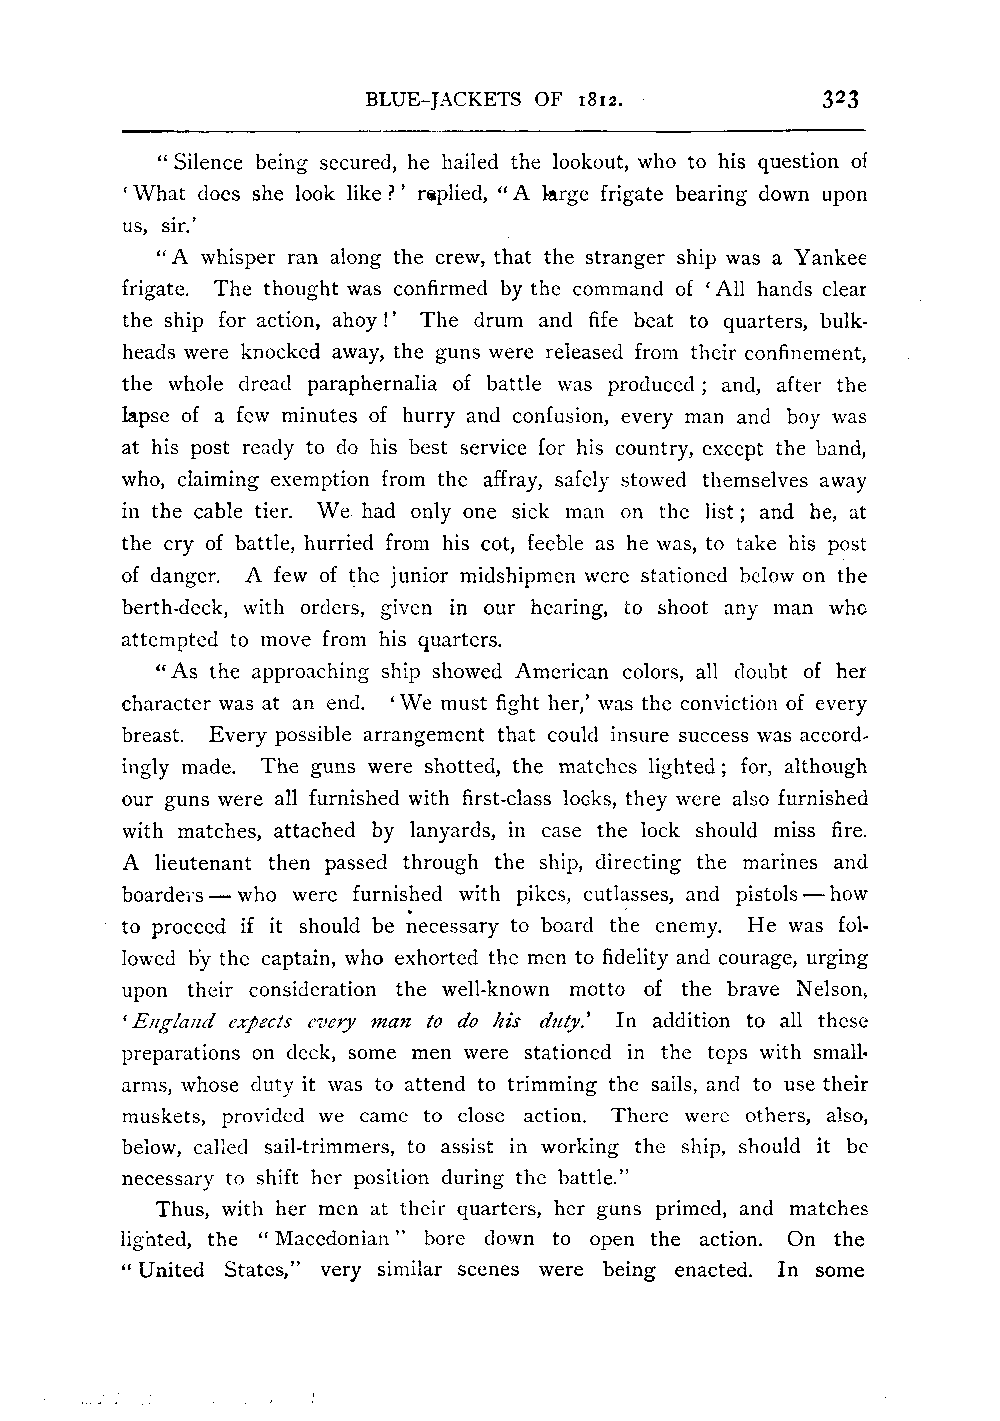 BLUE-JACKETS OF 1812. 323
“ Silence being secured, he hailed the lookout, who to his question of
‘What does she look like?’ replied, “A large frigate bearing down upon
us, sir.’
“A whisper ran along the crew, that the stranger ship was a Yankee
frigate. The thought was confirmed by the command of ‘All hands clear
the ship for action, ahoy!’ The drum and fife beat to quarters, bulk-
heads were knocked away, the guns were released from their confinement,
the whole dread paraphernalia of battle was produced; and, after the
lapse of a few minutes of hurry and confusion, every man and boy was
at his post ready to do his best service for his country, except the band,
who, claiming exemption from the affray, safely stowed themselves away
in the cable tier. We had only one sick man on the list; and he, at
the cry of battle, hurried from his cot, feeble as he was, to take his post
of danger. A few of the junior midshipmen were stationed below on the
berth-deck, with orders, given in our hearing, to shoot any man who
attempted to move from his quarters.
“As the approaching ship showed American colors, all doubt of her
character was at an end. ‘We must fight her,’ was the conviction of every
breast. Every possible arrangement that could insure success was accord-
ingly made. The guns were shotted, the matches lighted; for, although
our guns were all furnished with first-class locks, they were also furnished
with matches, attached by lanyards, in case the lock should miss fire.
A lieutenant then passed through the ship, directing the marines and
boarders — who were furnished with pikes, cutlasses, and pistols — how
to proceed if it should be necessary to board the enemy. He was fol-
lowed by the captain, who exhorted the men to fidelity and courage, urging
upon their consideration the well-known motto of the brave Nelson,
‘England expects every man to do his duty.’ In addition to all these
preparations on deck, some men were stationed in the tops with small-
arms, whose duty it was to attend to trimming the sails, and to use their
muskets, provided we came to close action. There were others, also,
below, called sail-trimmers, to assist in working the ship, should it be
necessary to shift her position during the battle.”
Thus, with her men at their quarters, her guns primed, and matches
lighted, the “Macedonian” bore down to open the action. On the
“United States,” very similar scenes were being enacted. In some